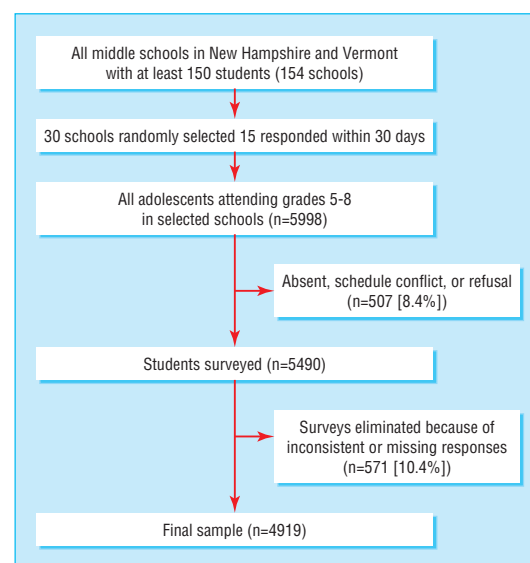 All middle schools in New Hampshire and Vermont
with at least 150 students (154 schools)
30 schools randomly selected 15 responded within 30 days
All adolescents attending grades 5-8
in selected schools (n=5998)
Absent, schedule conflict, or refusal
(n=507 [8.4%])
Students surveyed (n=5490)
Surveys eliminated because of
inconsistent or missing responses
(n=571 [10.4%])
Final sample (n=4919)